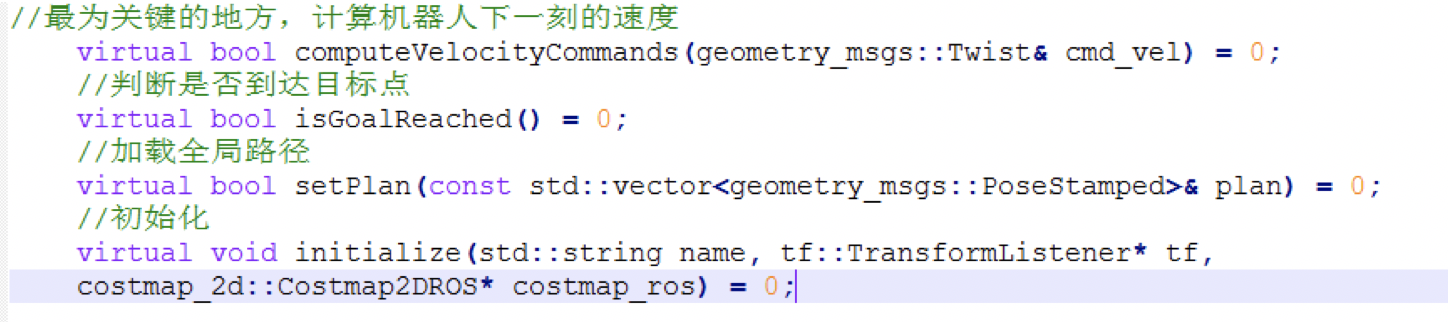 //最为关键的地方，计算机器人下一刻的速度
virtual bool computeVelocityCommands(geometry_msgs::Twist& cmd_vel) = 0;
//判断是否到达目标点
virtual bool isGoalReached() = 0;
//加载全局路径
virtual bool setPlan(const std::vector<geometry_msgs::PoseStamped>& plan) = 0;
//初始化
virtual void initialize(std::string name, tf::TransformListener* tf,
costmap_2d::Costmap2DROS* costmap_ros) = 0;